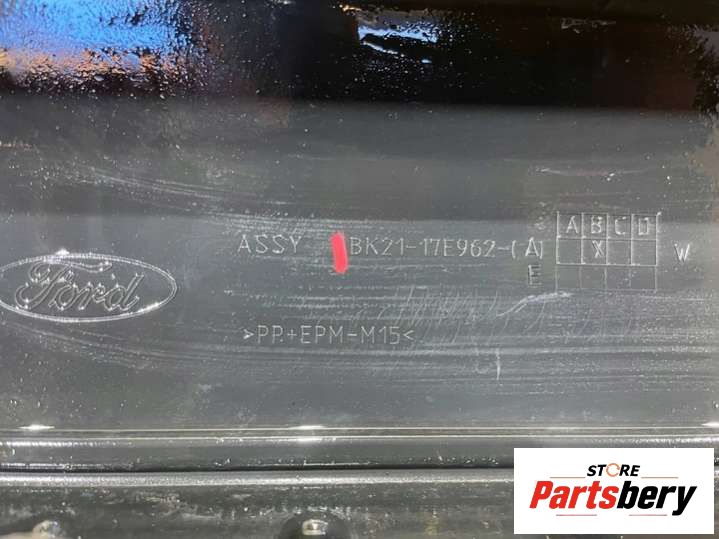 ASSY BK21-17E962-(A)
E
A B C D
X
W
Ford
>PP.+EPM-M15<
STORE
Partsbery